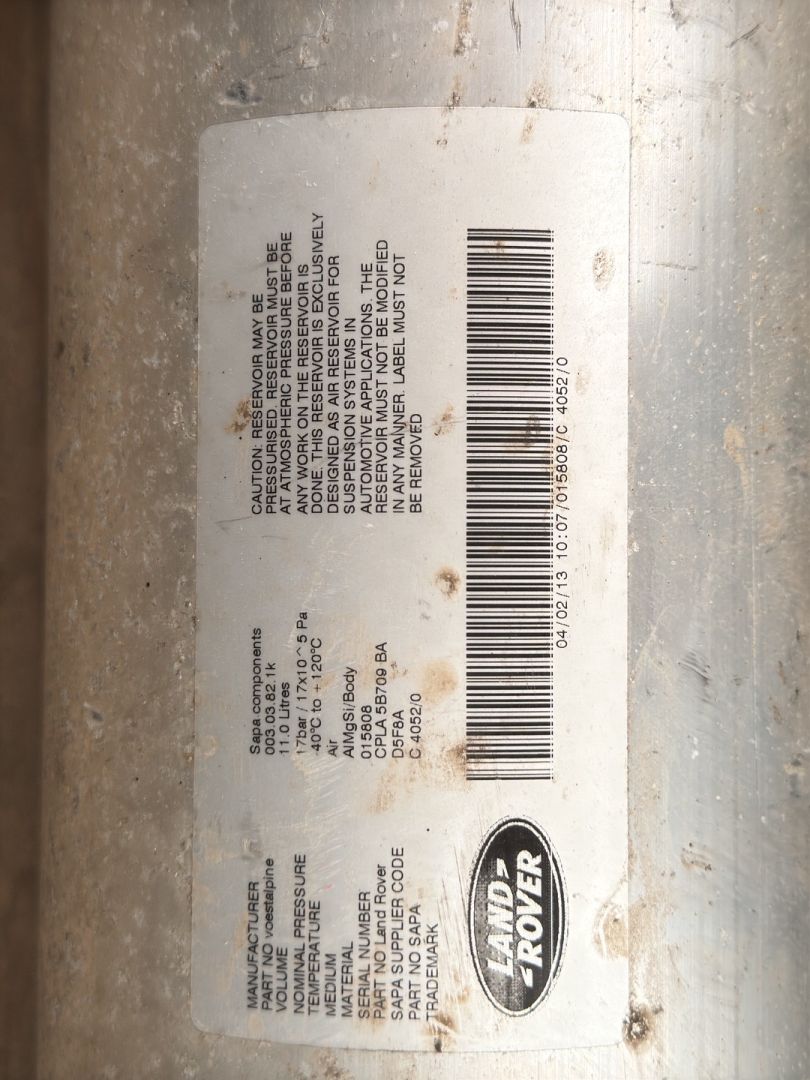 MANUFACTURER Sapa components
PART NO voestalpine 003.03.82.1k
VOLUME 11.0 Litres
NOMINAL PRESSURE 17bar / 17x10^5 Pa
TEMPERATURE -40°C to +120°C
MEDIUM Air
MATERIAL AlMgSi/Body
SERIAL NUMBER 015808
PART NO Land Rover CPLA 5B709 BA
SAPA SUPPLIER CODE D5F8A
PART NO SAPA C 4052/0
TRADEMARK
CAUTION: RESERVOIR MAY BE
PRESSURISED. RESERVOIR MUST BE
AT ATMOSPHERIC PRESSURE BEFORE
ANY WORK ON THE RESERVOIR IS
DONE. THIS RESERVOIR IS EXCLUSIVELY
DESIGNED AS AIR RESERVOIR FOR
SUSPENSION SYSTEMS IN
AUTOMOTIVE APPLICATIONS. THE
RESERVOIR MUST NOT BE MODIFIED
IN ANY MANNER. LABEL MUST NOT
BE REMOVED
LAND
ROVER
04/02/13 10:07/015808/C 4052/0